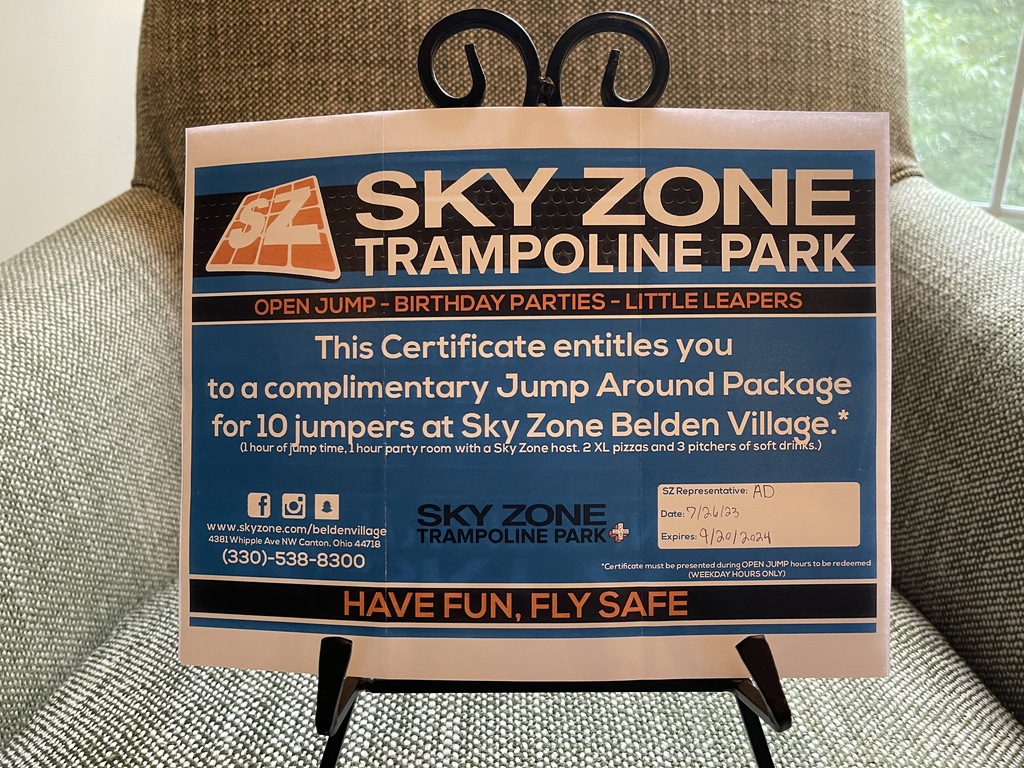 SZ
SKY ZONE
TRAMPOLINE PARK
OPEN JUMP - BIRTHDAY PARTIES - LITTLE LEAPERS
This Certificate entitles you
to a complimentary Jump Around Package
for 10 jumpers at Sky Zone Belden Village.*
(1 hour of jump time, 1 hour party room with a Sky Zone host. 2 XL pizzas and 3 pitchers of soft drinks.)
www.skyzone.com/beldenvillage
4381 Whipple Ave NW Canton. Ohio 44718
(330)-538-8300
SKY ZONE
TRAMPOLINE PARK
SZ Representative: AD
Date: 7/26/23
Expires: 9/20/2024
*Certificate must be presented during OPEN JUMP hours to be redeemed
(WEEKDAY HOURS ONLY)
HAVE FUN, FLY SAFE